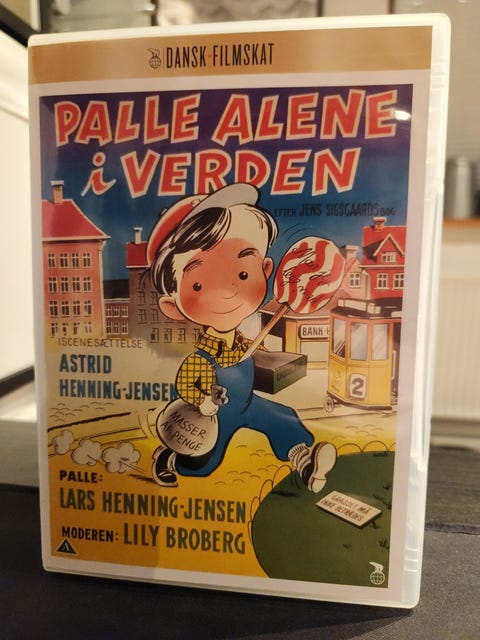 DANSK FILMSKAT
PALLE ALENE
i VERDEN
EFTER JENS SIGSGAARDS BOG
ISCENESÆTTELSE
ASTRID
HENNING-JENSEN
BANK
2
MASSER
AF PENGE
PALLE:
LARS HENNING-JENSEN
MODEREN: LILY BROBERG
GRÆSSET MÅ
IKKE BETRÆDES
A